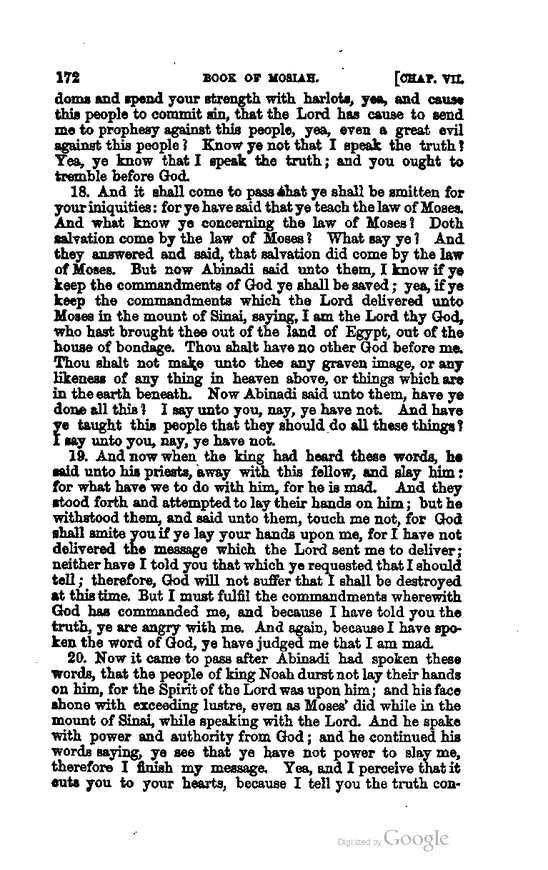 172 BOOK OF MOSIAH. [CHAP. VII.
doms and spend your strength with harlots, yea, and cause
this people to commit sin, that the Lord has cause to send
me to prophesy against this people, yea, even a great evil
against this people? Know ye not that I speak the truth?
Yea, ye know that I speak the truth; and you ought to
tremble before God.
18. And it shall come to pass that ye shall be smitten for
your iniquities: for ye have said that ye teach the law of Moses.
And what know ye concerning the law of Moses? Doth
salvation come by the law of Moses? What say ye? And
they answered and said, that salvation did come by the law
of Moses. But now Abinadi said unto them, I know if ye
keep the commandments of God ye shall be saved; yea, if ye
keep the commandments which the Lord delivered unto
Moses in the mount of Sinai, saying, I am the Lord thy God,
who hast brought thee out of the land of Egypt, out of the
house of bondage. Thou shalt have no other God before me.
Thou shalt not make unto thee any graven image, or any
likeness of any thing in heaven above, or things which are
in the earth beneath. Now Abinadi said unto them, have ye
done all this? I say unto you, nay, ye have not. And have
ye taught this people that they should do all these things?
I say unto you, nay, ye have not.
19. And now when the king had heard these words, he
said unto his priests, away with this fellow, and slay him:
for what have we to do with him, for he is mad. And they
stood forth and attempted to lay their hands on him; but he
withstood them, and said unto them, touch me not, for God
shall smite you if ye lay your hands upon me, for I have not
delivered the message which the Lord sent me to deliver;
neither have I told you that which ye requested that I should
tell; therefore, God will not suffer that I shall be destroyed
at this time. But I must fulfil the commandments wherewith
God has commanded me, and because I have told you the
truth, ye are angry with me. And again, because I have spo-
ken the word of God, ye have judged me that I am mad.
20. Now it came to pass after Abinadi had spoken these
words, that the people of king Noah durst not lay their hands
on him, for the Spirit of the Lord was upon him; and his face
shone with exceeding lustre, even as Moses' did while in the
mount of Sinai, while speaking with the Lord. And he spake
with power and authority from God; and he continued his
words saying, ye see that ye have not power to slay me,
therefore I finish my message. Yea, and I perceive that it
cuts you to your hearts, because I tell you the truth con-
Digitized by Google